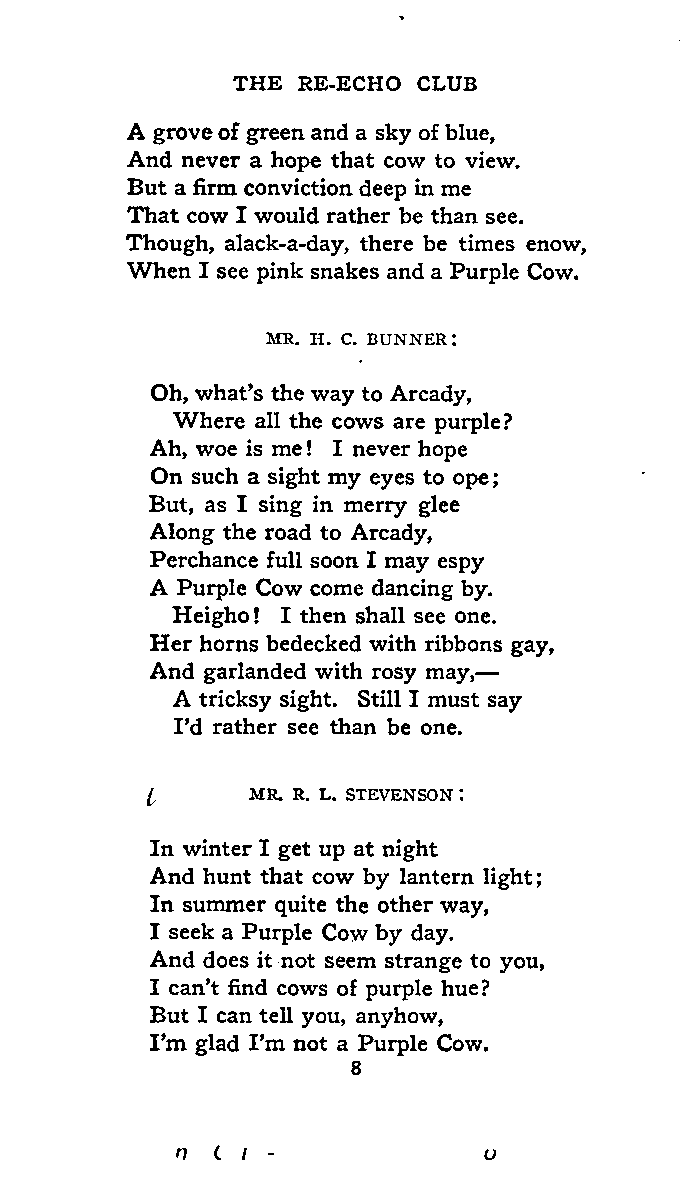 THE RE-ECHO CLUB
A grove of green and a sky of blue,
And never a hope that cow to view.
But a firm conviction deep in me
That cow I would rather be than see.
Though, alack-a-day, there be times enow,
When I see pink snakes and a Purple Cow.
MR. H. C. BUNNER:
Oh, what's the way to Arcady,
Where all the cows are purple?
Ah, woe is me! I never hope
On such a sight my eyes to ope;
But, as I sing in merry glee
Along the road to Arcady,
Perchance full soon I may espy
A Purple Cow come dancing by.
Heigho! I then shall see one.
Her horns bedecked with ribbons gay,
And garlanded with rosy may,—
A tricksy sight. Still I must say
I'd rather see than be one.
MR. R. L. STEVENSON:
In winter I get up at night
And hunt that cow by lantern light;
In summer quite the other way,
I seek a Purple Cow by day.
And does it not seem strange to you,
I can't find cows of purple hue?
But I can tell you, anyhow,
I'm glad I'm not a Purple Cow.
8